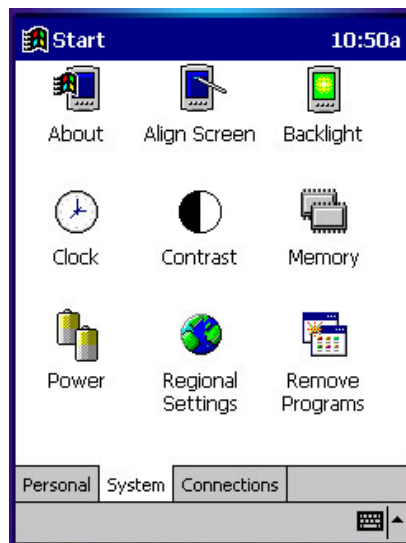 Start 10:50a
About Align Screen Backlight
Clock Contrast Memory
Power Regional Settings Remove Programs
Personal System Connections